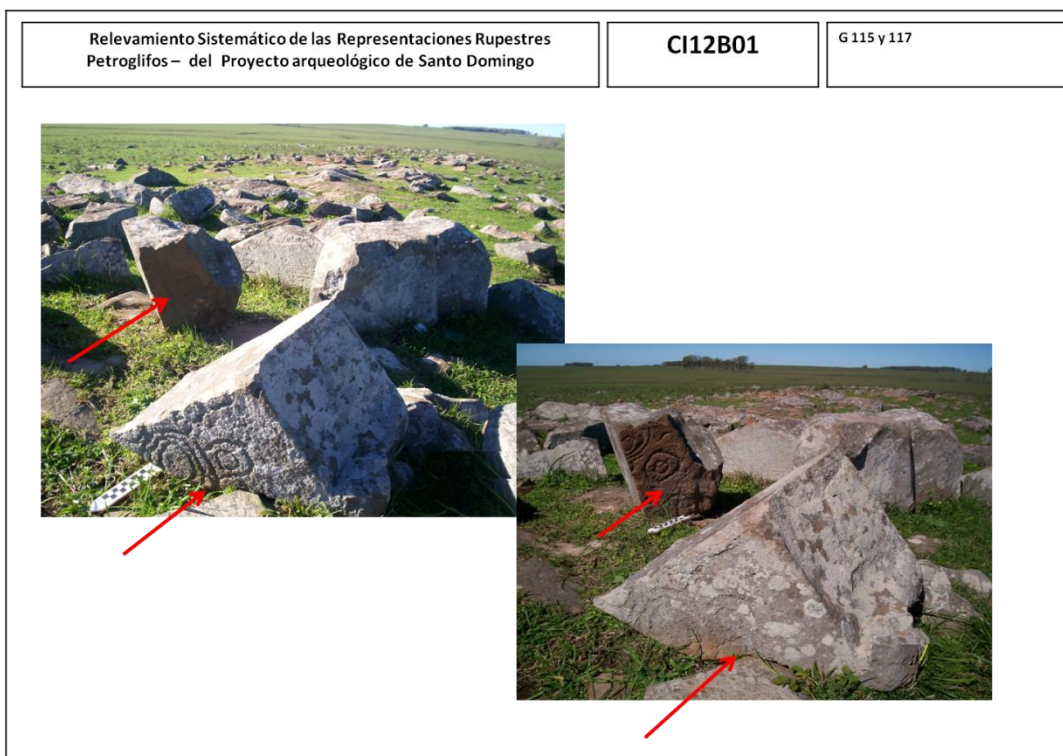 Relevamiento Sistemático de las Representaciones Rupestres
Petroglifos – del Proyecto arqueológico de Santo Domingo
CI12B01
G 115 y 117